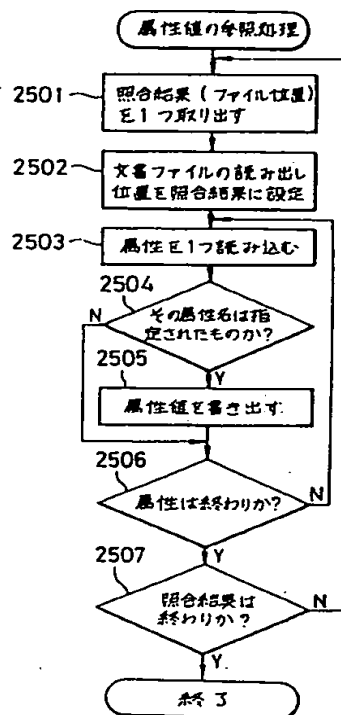 属性値の参照処理
2501
照合結果(ファイル位置)
を1つ取り出す
2502
文書ファイルの読み出し
位置を照合結果に設定
2503
属性を1つ読み込む
2504
その属性名は指
定されたものか?
N
Y
2505
属性値を書き出す
2506
属性は終わりか?
N
Y
2507
照合結果は
終わりか?
N
Y
終了